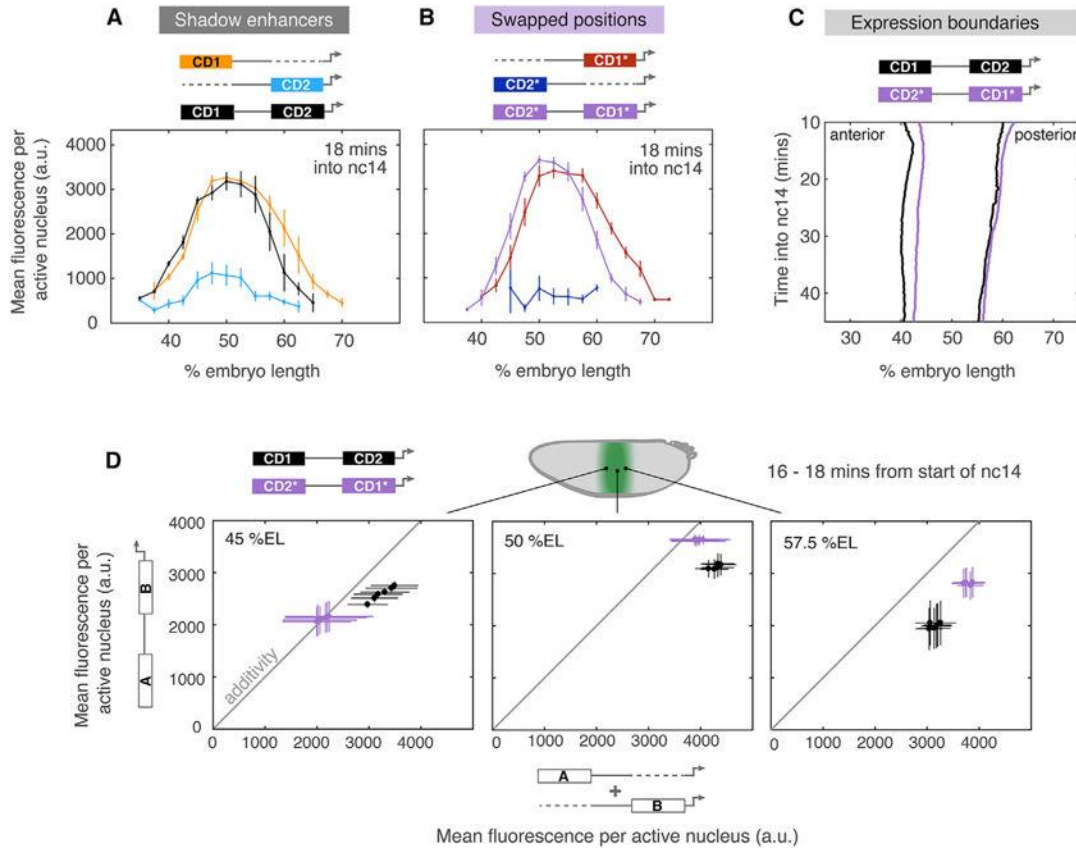 A
Shadow enhancers
CD1
CD2
CD1
CD2
18 mins
into nc14
Mean fluorescence per
active nucleus (a.u.)
4000
3000
2000
1000
0
40
50
60
70
% embryo length
B
Swapped positions
CD1*
CD2*
CD2*
CD1*
18 mins
into nc14
40
50
60
70
% embryo length
C
Expression boundaries
CD1
CD2
CD2*
CD1*
anterior
posterior
Time into nc14 (mins)
10
20
30
40
30
40
50
60
70
% embryo length
D
CD1
CD2
CD2*
CD1*
16 - 18 mins from start of nc14
B
A
Mean fluorescence per
active nucleus (a.u.)
4000
3000
2000
1000
0
45 %EL
additivity
0
1000
2000
3000
4000
50 %EL
0
1000
2000
3000
4000
57.5 %EL
0
1000
2000
3000
4000
A
+
B
Mean fluorescence per active nucleus (a.u.)